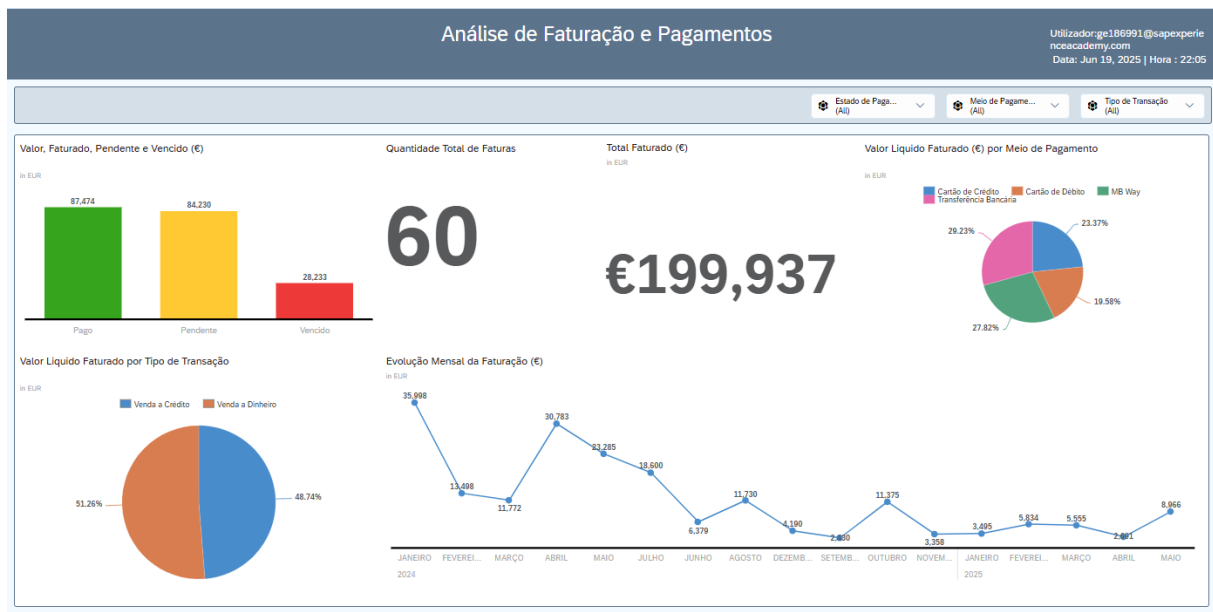 Análise de Faturação e Pagamentos
Utilizador:ge186991@sapexperie
nceacademy.com
Data: Jun 19, 2025 | Hora : 22:05
Estado de Paga...
(All)
Meio de Pagame...
(All)
Tipo de Transação
(All)
Valor, Faturado, Pendente e Vencido (€)
in EUR
87,474
84,230
28,233
Pago
Pendente
Vencido
Quantidade Total de Faturas
60
Total Faturado (€)
in EUR
€199,937
Valor Liquido Faturado (€) por Meio de Pagamento
in EUR
Cartão de Crédito
Cartão de Débito
MB Way
Transferência Bancária
29.23%
23.37%
19.58%
27.82%
Valor Liquido Faturado por Tipo de Transação
in EUR
Venda a Crédito
Venda a Dinheiro
51.26%
48.74%
Evolução Mensal da Faturação (€)
in EUR
35,998
13,498
11,772
30,783
23,285
18,600
6,379
11,730
4,190
11,375
3,358
3,495
5,834
5,555
8,966
JANEIRO
FEVEREI...
MARÇO
ABRIL
MAIO
JULHO
JUNHO
AGOSTO
DEZEMB...
SETEMB...
OUTUBRO
NOVEM...
JANEIRO
FEVEREI...
MARÇO
ABRIL
MAIO
2024
2025